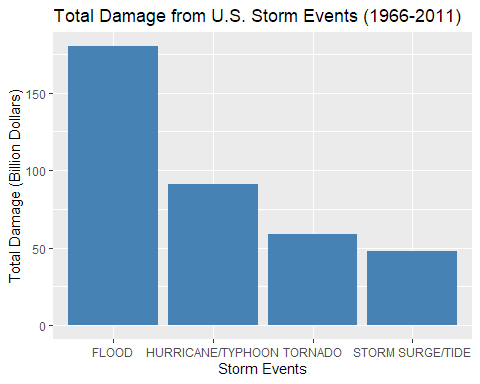 Total Damage from U.S. Storm Events (1966-2011)
Total Damage (Billion Dollars)
150
100
50
0
FLOOD HURRICANE/TYPHOON TORNADO STORM SURGE/TIDE
Storm Events